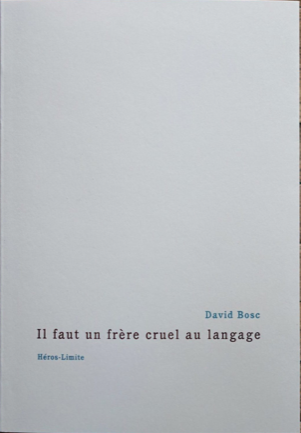 David Bosc
Il faut un frère cruel au langage
Héros-Limite